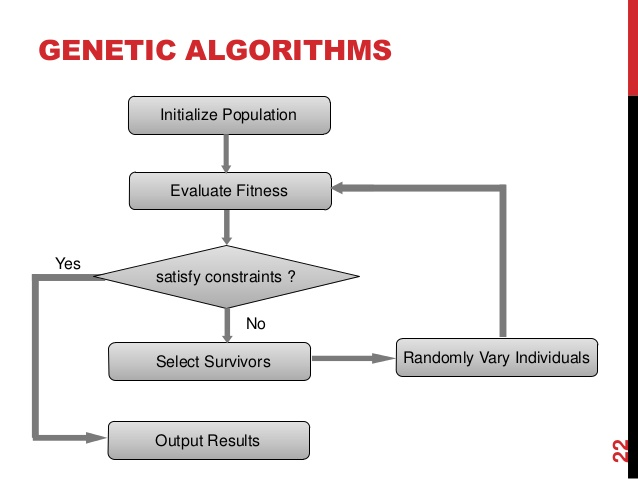 GENETIC ALGORITHMS
Initialize Population
Evaluate Fitness
Yes
satisfy constraints ?
No
Select Survivors
Randomly Vary Individuals
Output Results
22